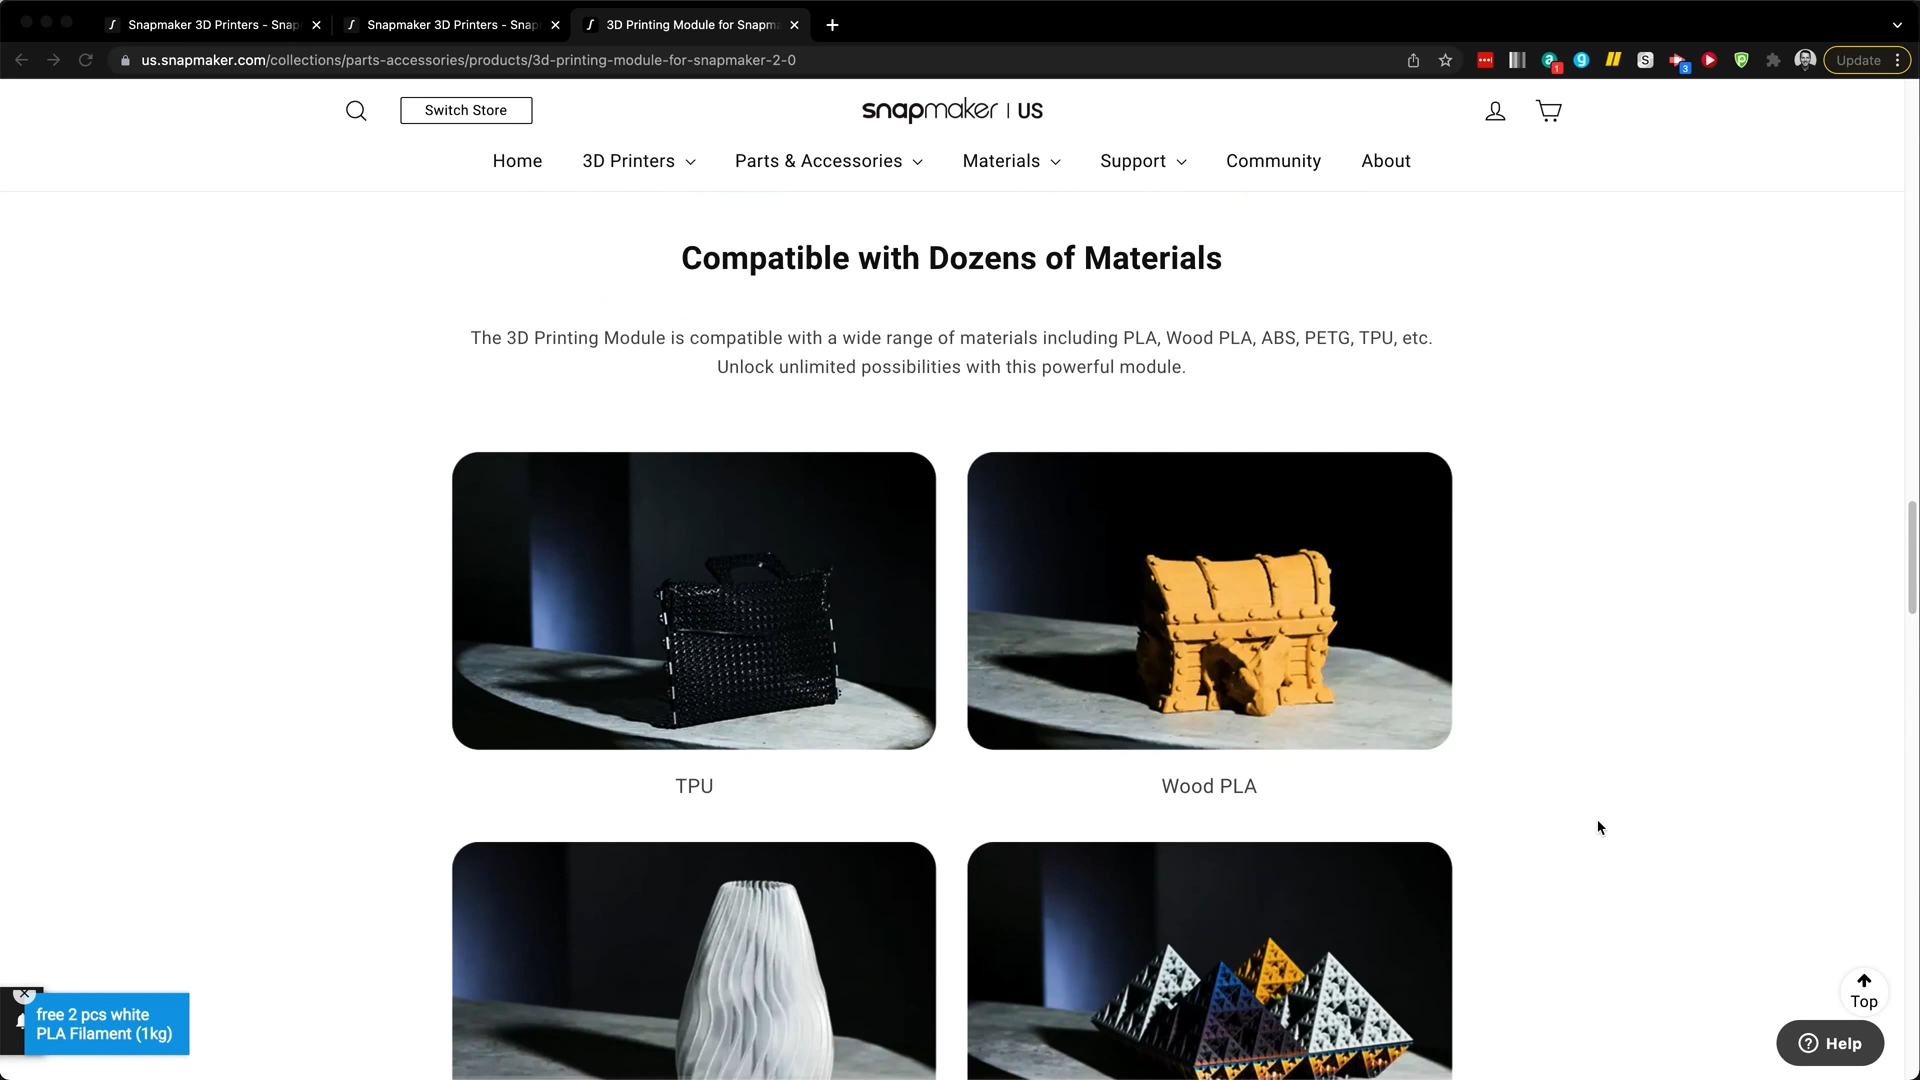 Snapmaker 3D Printers - Snap
Snapmaker 3D Printers - Snap
3D Printing Module for Snapm
us.snapmaker.com/collections/parts-accessories/products/3d-printing-module-for-snapmaker-2-0
1
g
S
3
P
Update
Switch Store
snapmaker | US
Home
3D Printers
Parts & Accessories
Materials
Support
Community
About
Compatible with Dozens of Materials
The 3D Printing Module is compatible with a wide range of materials including PLA, Wood PLA, ABS, PETG, TPU, etc.
Unlock unlimited possibilities with this powerful module.
TPU
Wood PLA
free 2 pcs white
PLA Filament (1kg)
Top
Help